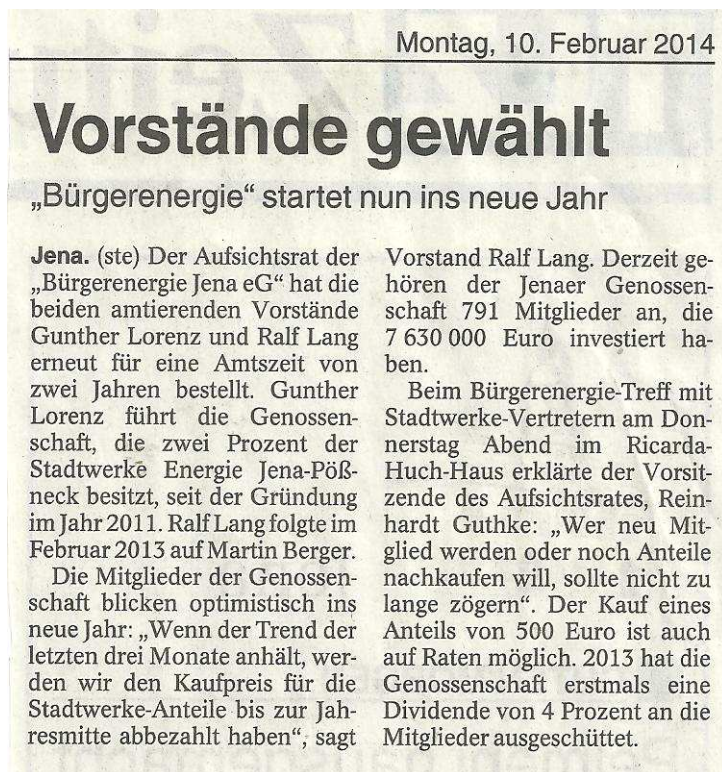 Montag, 10. Februar 2014
Vorstände gewählt
„Bürgerenergie“ startet nun ins neue Jahr
Jena. (ste) Der Aufsichtsrat der
„Bürgerenergie Jena eG“ hat die
beiden amtierenden Vorstände
Gunther Lorenz und Ralf Lang
erneut für eine Amtszeit von
zwei Jahren bestellt. Gunther
Lorenz führt die Genossen-
schaft, die zwei Prozent der
Stadtwerke Energie Jena-Pöß-
neck besitzt, seit der Gründung
im Jahr 2011. Ralf Lang folgte im
Februar 2013 auf Martin Berger.
Die Mitglieder der Genossen-
schaft blicken optimistisch ins
neue Jahr: „Wenn der Trend der
letzten drei Monate anhält, wer-
den wir den Kaufpreis für die
Stadtwerke-Anteile bis zur Jah-
resmitte abbezahlt haben“, sagt
Vorstand Ralf Lang. Derzeit ge-
hören der Jenaer Genossen-
schaft 791 Mitglieder an, die
7 630 000 Euro investiert ha-
ben.
Beim Bürgerenergie-Treff mit
Stadtwerke-Vertretern am Don-
nerstag Abend im Ricarda-
Huch-Haus erklärte der Vorsit-
zende des Aufsichtsrates, Rein-
hardt Guthke: „Wer neu Mit-
glied werden oder noch Anteile
nachkaufen will, sollte nicht zu
lange zögern“. Der Kauf eines
Anteils von 500 Euro ist auch
auf Raten möglich. 2013 hat die
Genossenschaft erstmals eine
Dividende von 4 Prozent an die
Mitglieder ausgeschüttet.